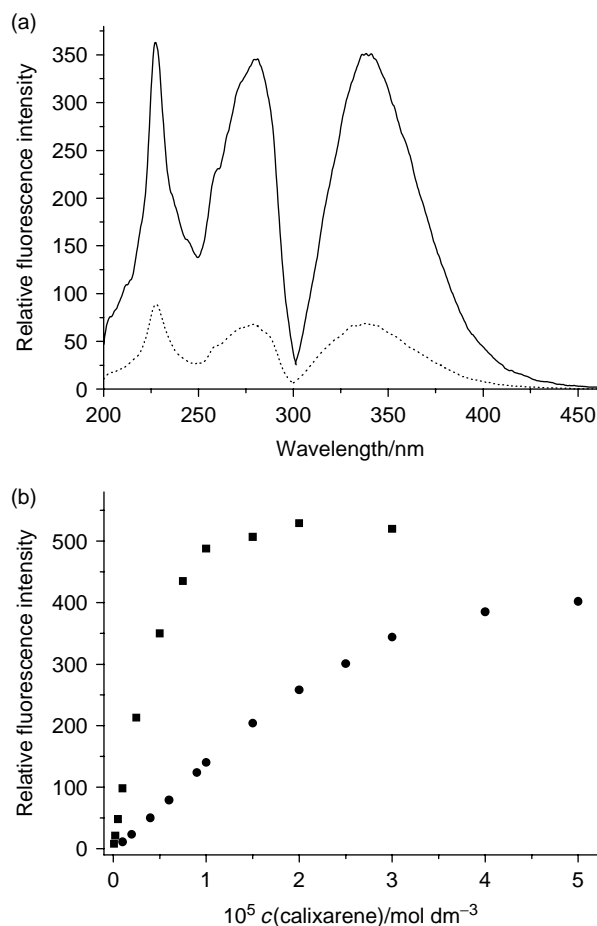 (a)
Relative fluorescence intensity
350
300
250
200
150
100
50
0
200 250 300 350 400 450
Wavelength/nm
(b)
Relative fluorescence intensity
500
400
300
200
100
0
0 1 2 3 4 5
10⁵ c(calixarene)/mol dm⁻³